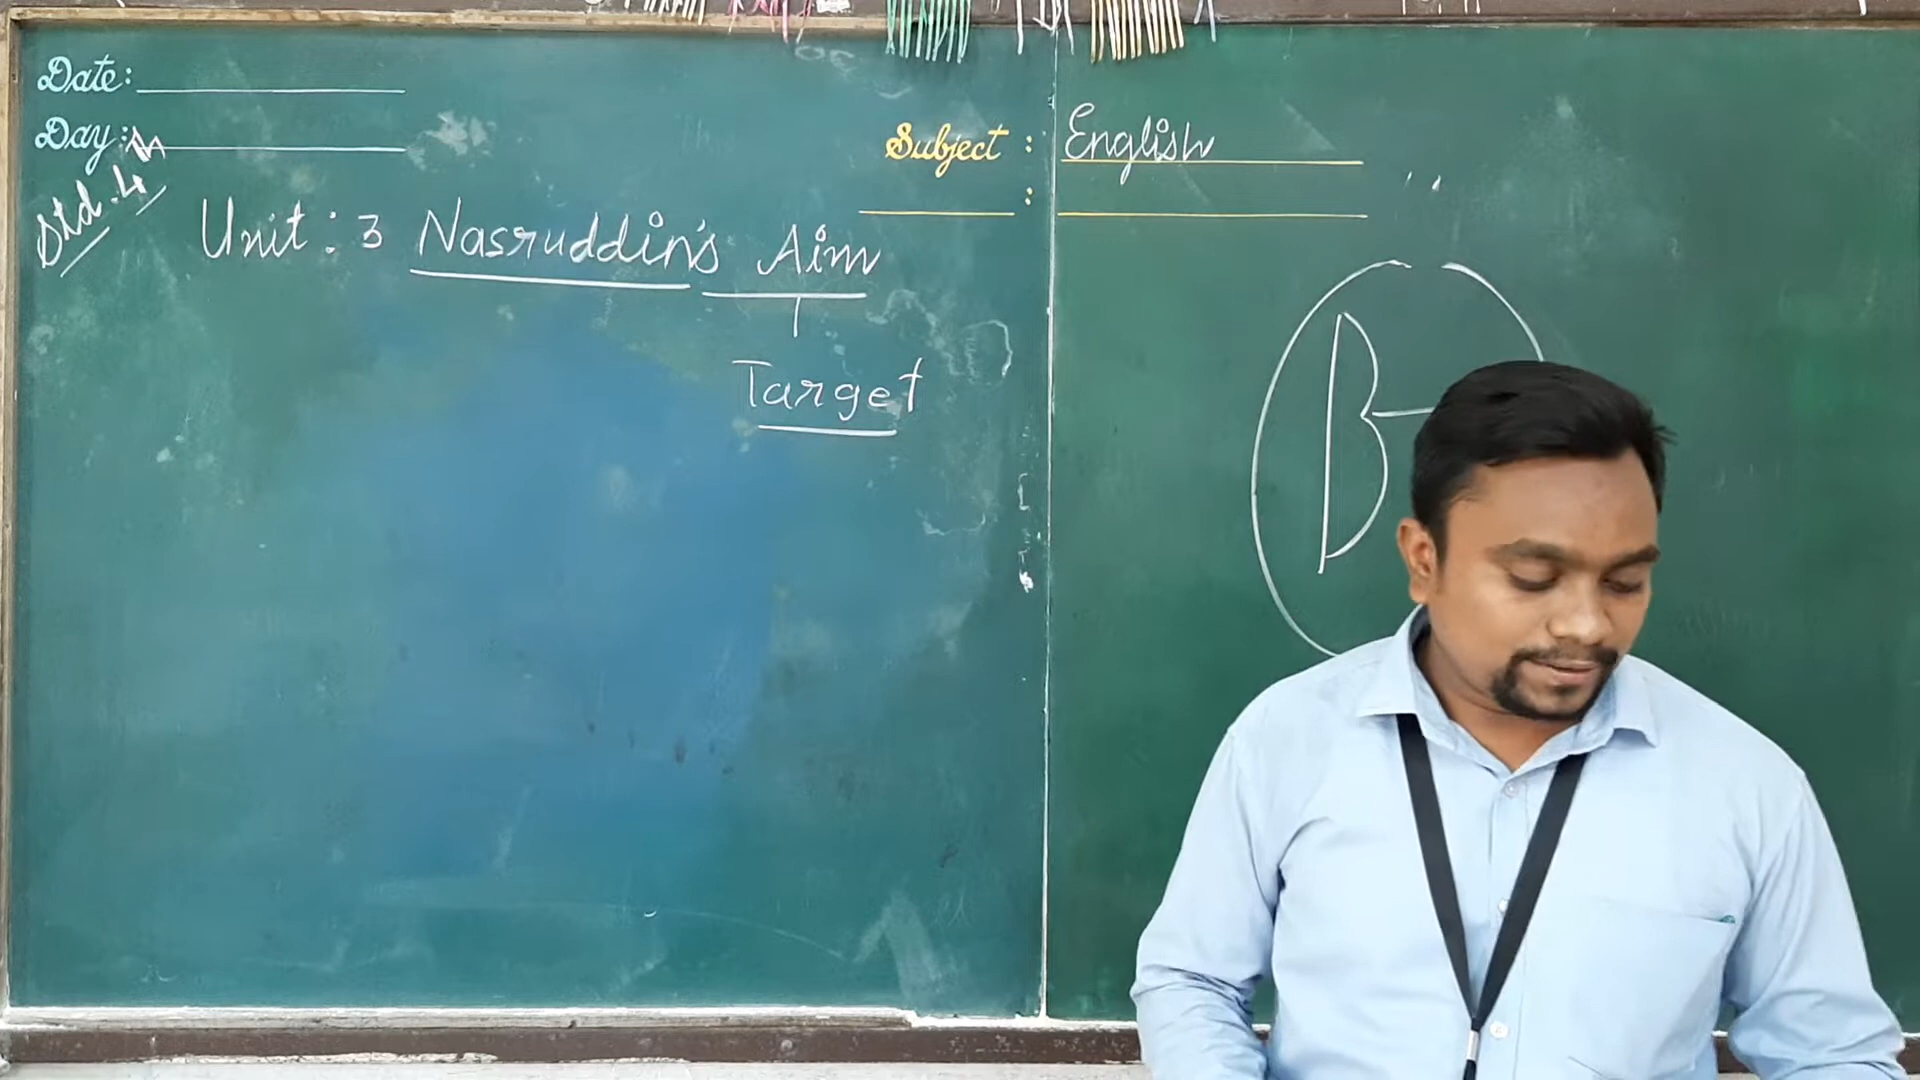 Date:
Day:
Subject : English
:
Std. 4th
Unit : 3 Nasruddin's Aim
Target